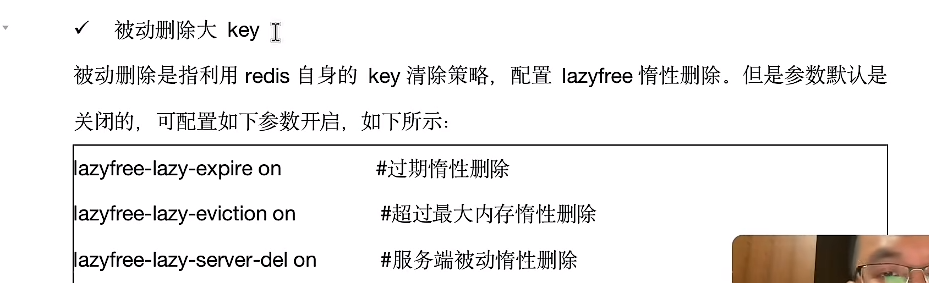 ✓ 被动删除大 key
被动删除是指利用 redis 自身的 key 清除策略，配置 lazyfree 惰性删除。但是参数默认是
关闭的，可配置如下参数开启，如下所示：
lazyfree-lazy-expire on #过期惰性删除
lazyfree-lazy-eviction on #超过最大内存惰性删除
lazyfree-lazy-server-del on #服务端被动惰性删除